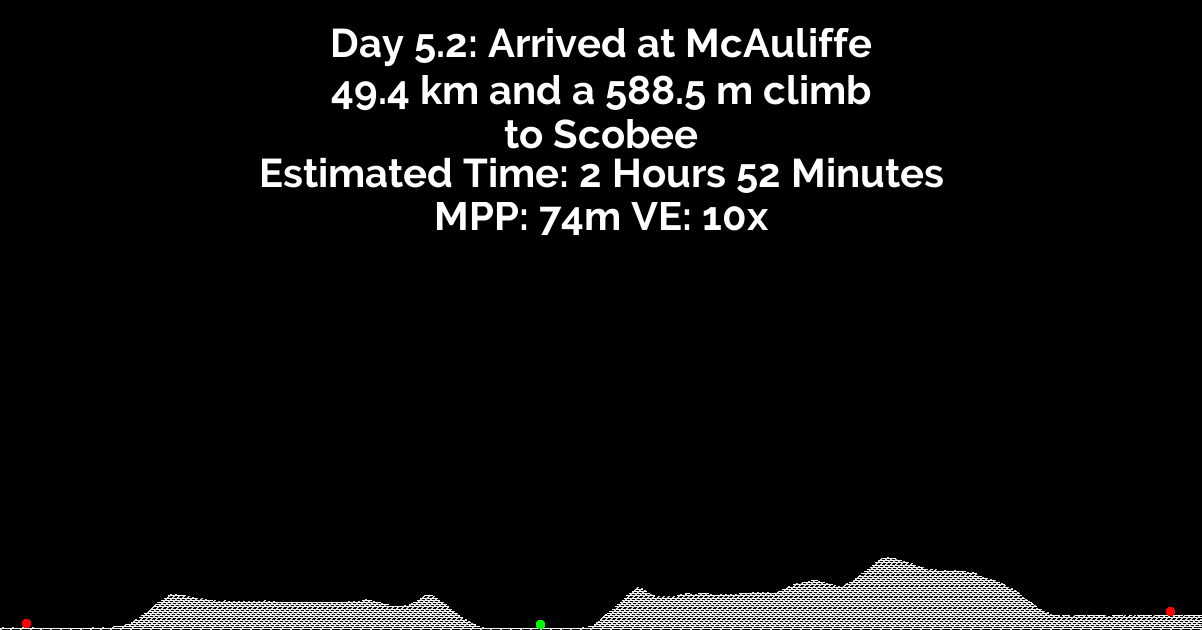 Day 5.2: Arrived at McAuliffe
49.4 km and a 588.5 m climb
to Scobee
Estimated Time: 2 Hours 52 Minutes
MPP: 74m VE: 10x